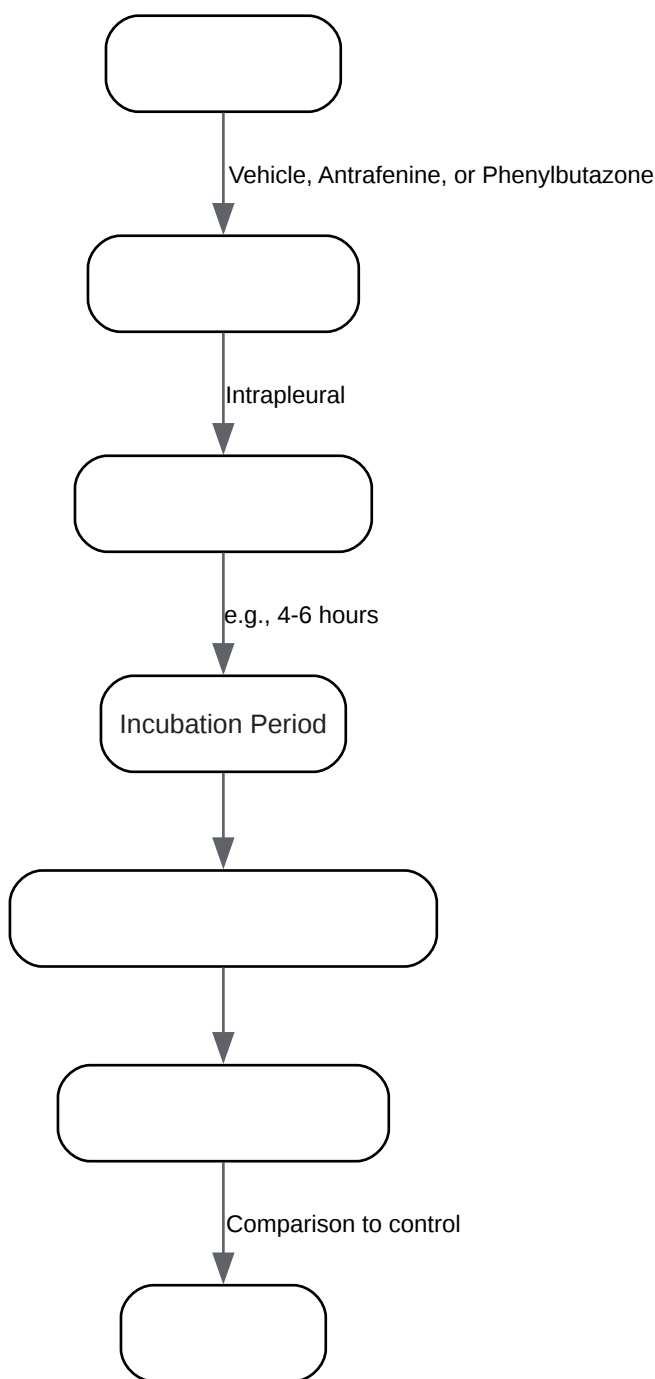 Vehicle, Antrafenine, or Phenylbutazone
Intrapleural
e.g., 4-6 hours
Incubation Period
Comparison to control